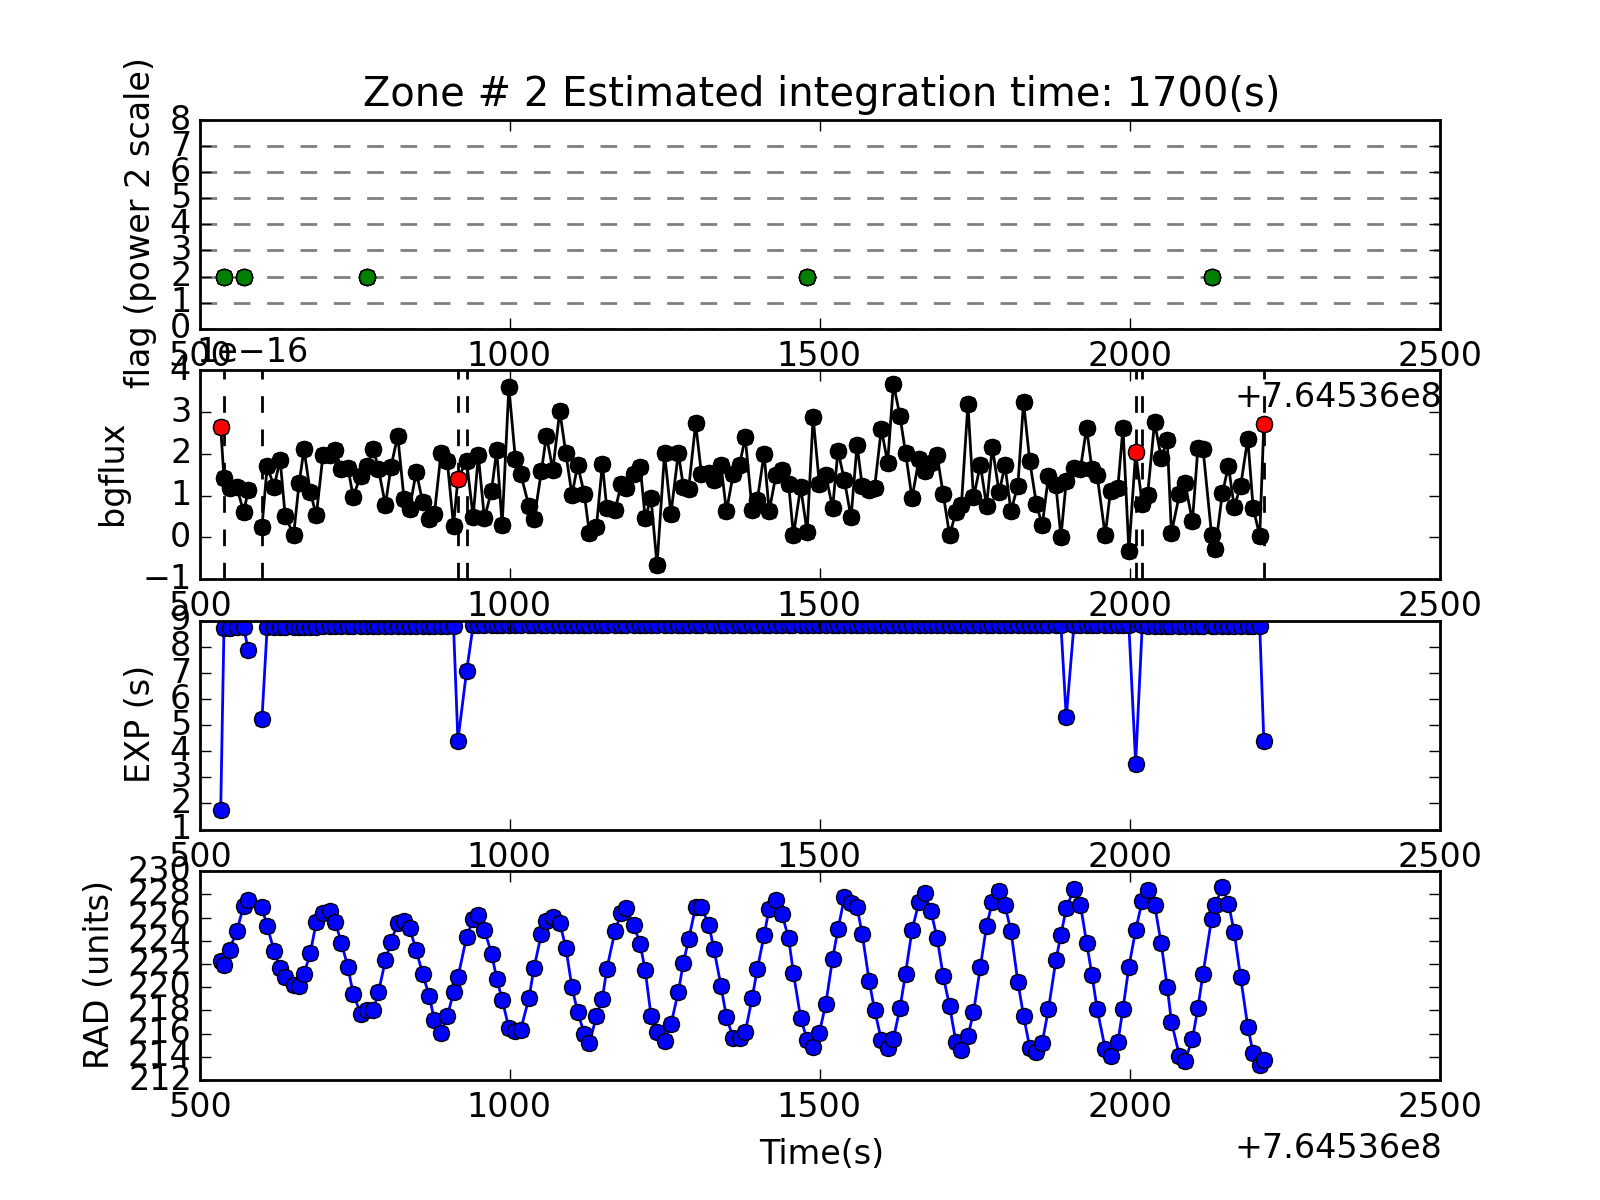 Zone # 2 Estimated integration time: 1700(s)
flag (power 2 scale)
8
7
6
5
4
3
2
1
0
500 1000 1500 2000 2500
1e−16
+7.64536e8
bgflux
4
3
2
1
0
−1
500 1000 1500 2000 2500
EXP (s)
9
8
7
6
5
4
3
2
1
500 1000 1500 2000 2500
RAD (units)
230
228
226
224
222
220
218
216
214
212
500 1000 1500 2000 2500
Time(s)
+7.64536e8